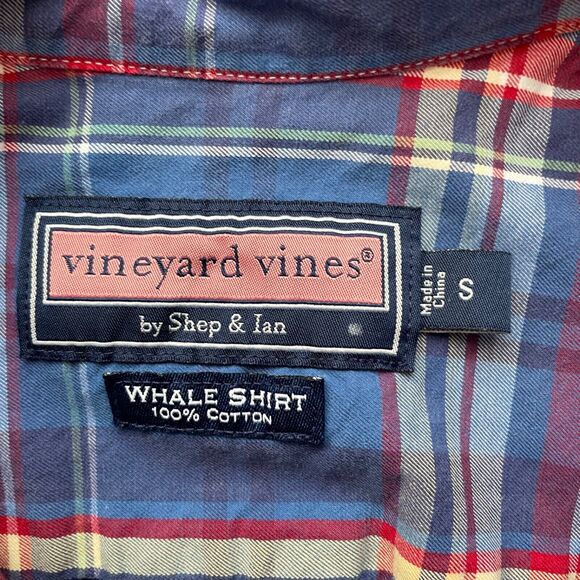 vineyard vines®
by Shep & Ian
Made in
China
S
WHALE SHIRT
100% COTTON